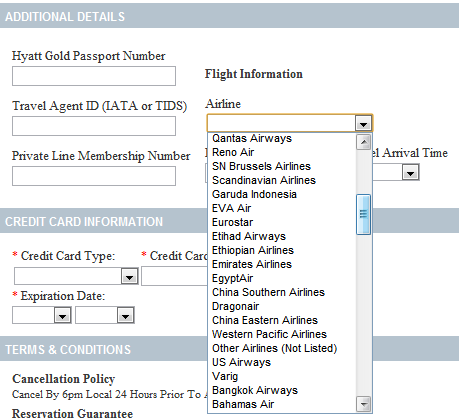 ADDITIONAL DETAILS
Hyatt Gold Passport Number
Flight Information
Travel Agent ID (IATA or TIDS)
Airline
Private Line Membership Number
el Arrival Time
Qantas Airways
Reno Air
SN Brussels Airlines
Scandinavian Airlines
Garuda Indonesia
EVA Air
Eurostar
Etihad Airways
Ethiopian Airlines
Emirates Airlines
EgyptAir
China Southern Airlines
Dragonair
China Eastern Airlines
Western Pacific Airlines
Other Airlines (Not Listed)
US Airways
Varig
Bangkok Airways
Bahamas Air
CREDIT CARD INFORMATION
* Credit Card Type: * Credit Card
* Expiration Date:
TERMS & CONDITIONS
Cancellation Policy
Cancel By 6pm Local 24 Hours Prior To A
Reservation Guarantee